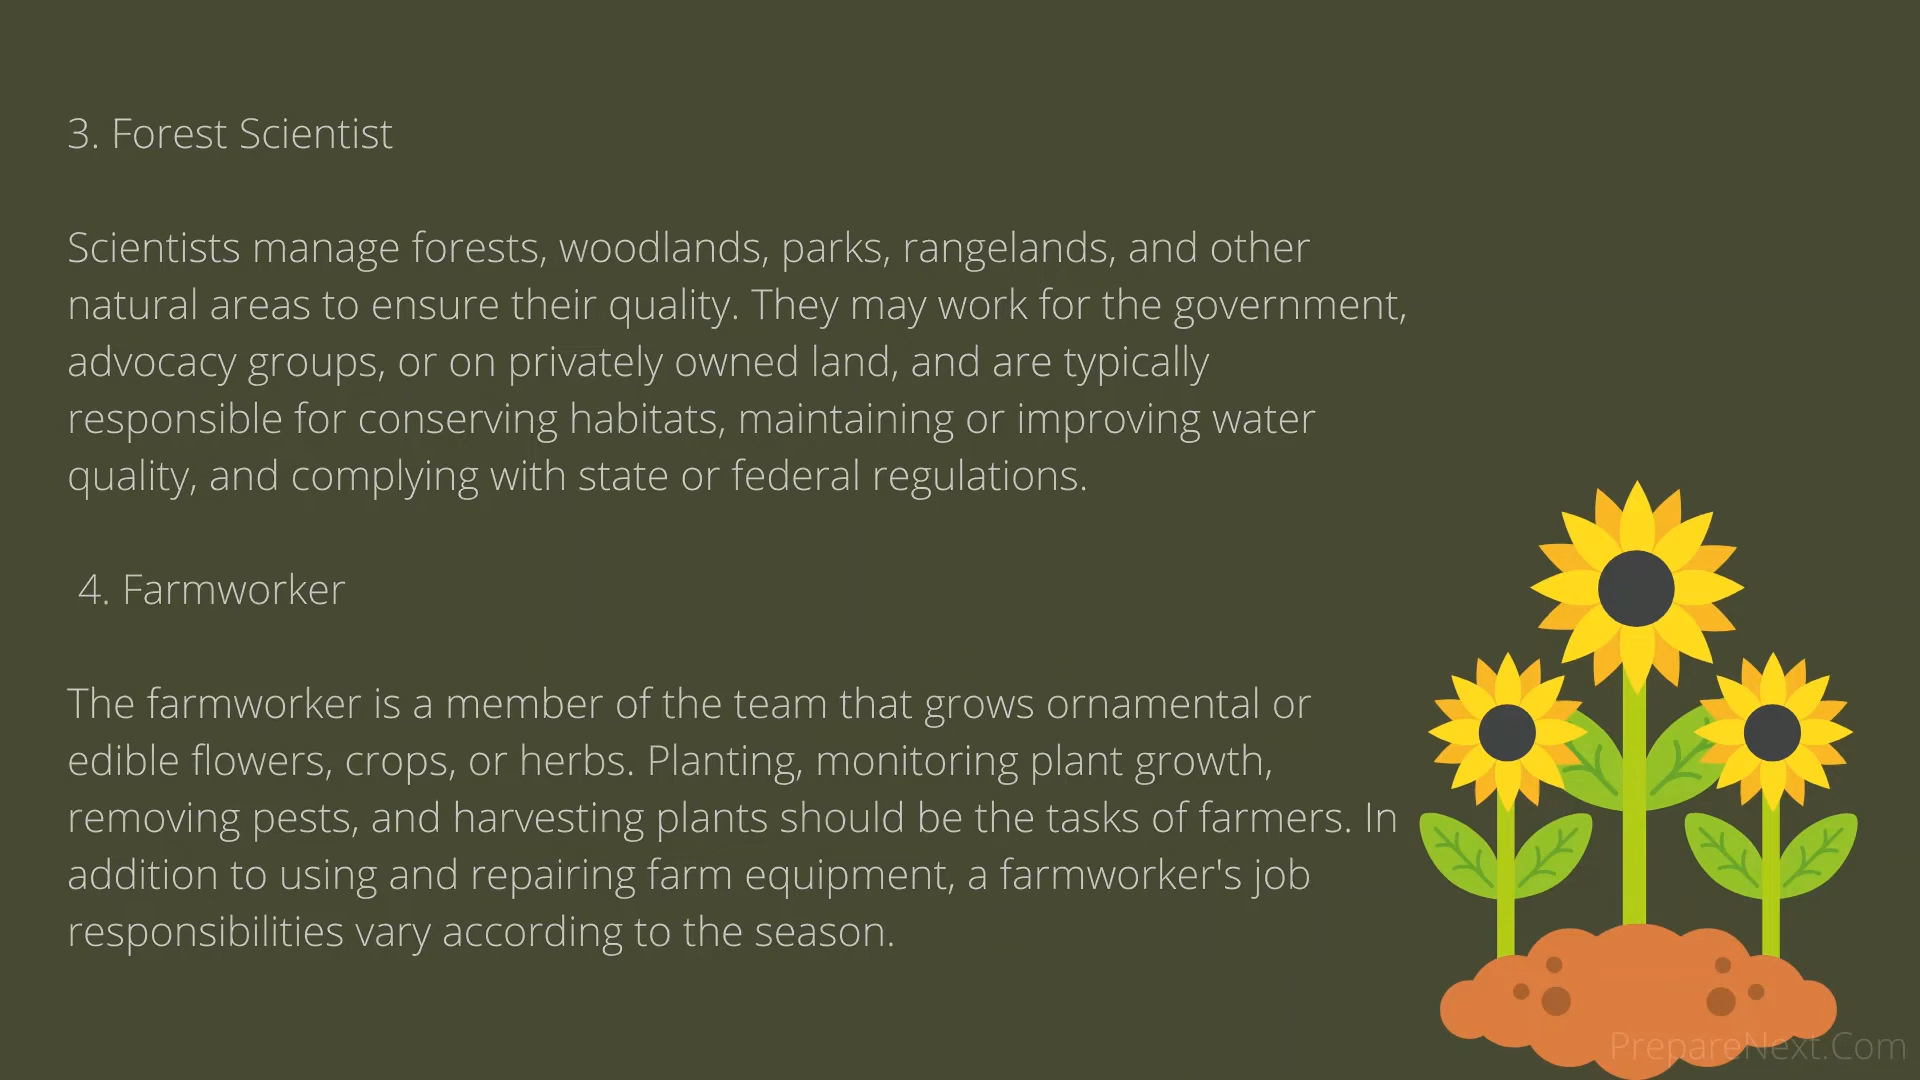 3. Forest Scientist
Scientists manage forests, woodlands, parks, rangelands, and other
natural areas to ensure their quality. They may work for the government,
advocacy groups, or on privately owned land, and are typically
responsible for conserving habitats, maintaining or improving water
quality, and complying with state or federal regulations.
4. Farmworker
The farmworker is a member of the team that grows ornamental or
edible flowers, crops, or herbs. Planting, monitoring plant growth,
removing pests, and harvesting plants should be the tasks of farmers. In
addition to using and repairing farm equipment, a farmworker's job
responsibilities vary according to the season.
PrepareNext.Com